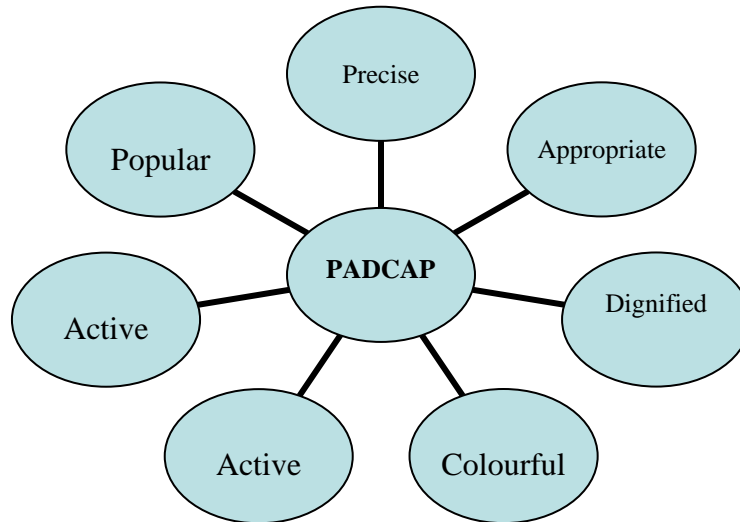 Precise
Popular
Appropriate
PADCAP
Dignified
Active
Active
Colourful